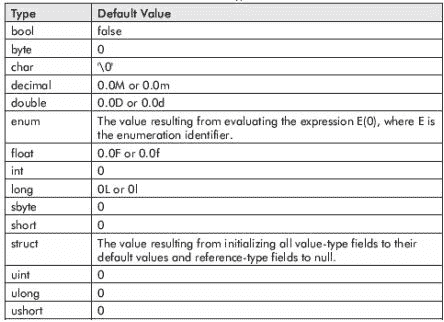 Type Default Value
bool false
byte 0
char '\0'
decimal 0.0M or 0.0m
double 0.0D or 0.0d
enum The value resulting from evaluating the expression E(0), where E is
the enumeration identifier.
float 0.0F or 0.0f
int 0
long 0L or 0l
sbyte 0
short 0
struct The value resulting from initializing all value-type fields to their
default values and reference-type fields to null.
uint 0
ulong 0
ushort 0